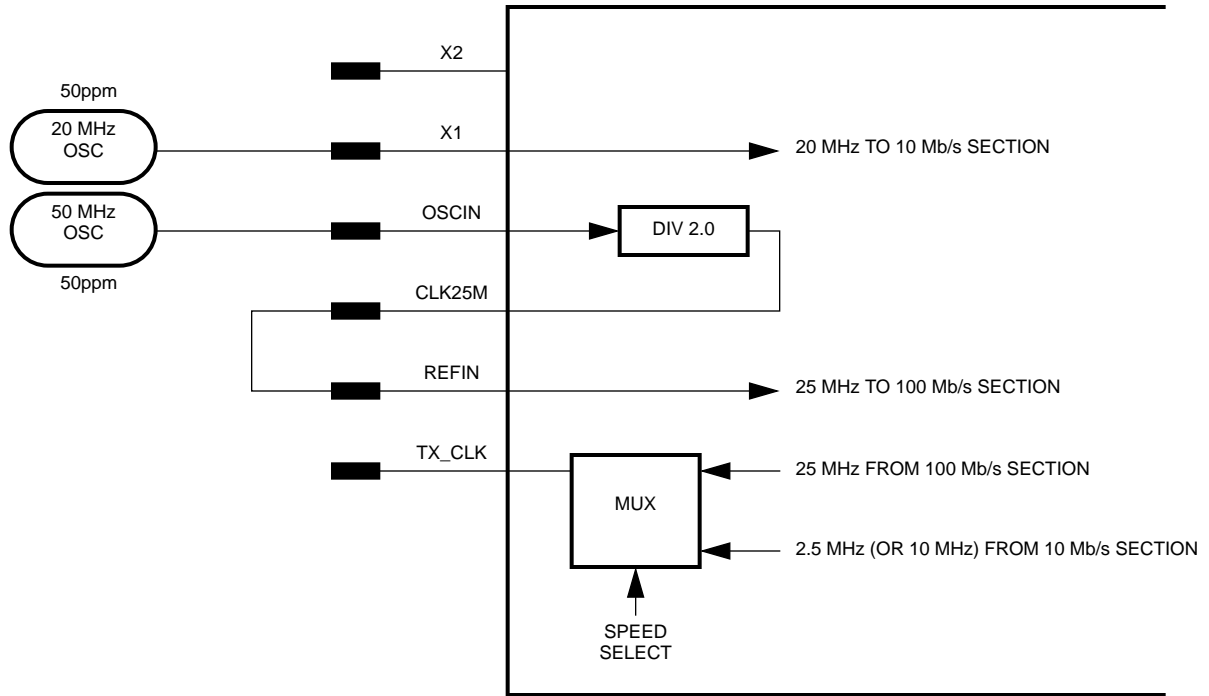 X2
50ppm
20 MHz
OSC
X1
20 MHz TO 10 Mb/s SECTION
50 MHz
OSC
OSCIN
DIV 2.0
50ppm
CLK25M
REFIN
25 MHz TO 100 Mb/s SECTION
TX_CLK
25 MHz FROM 100 Mb/s SECTION
MUX
2.5 MHz (OR 10 MHz) FROM 10 Mb/s SECTION
SPEED
SELECT